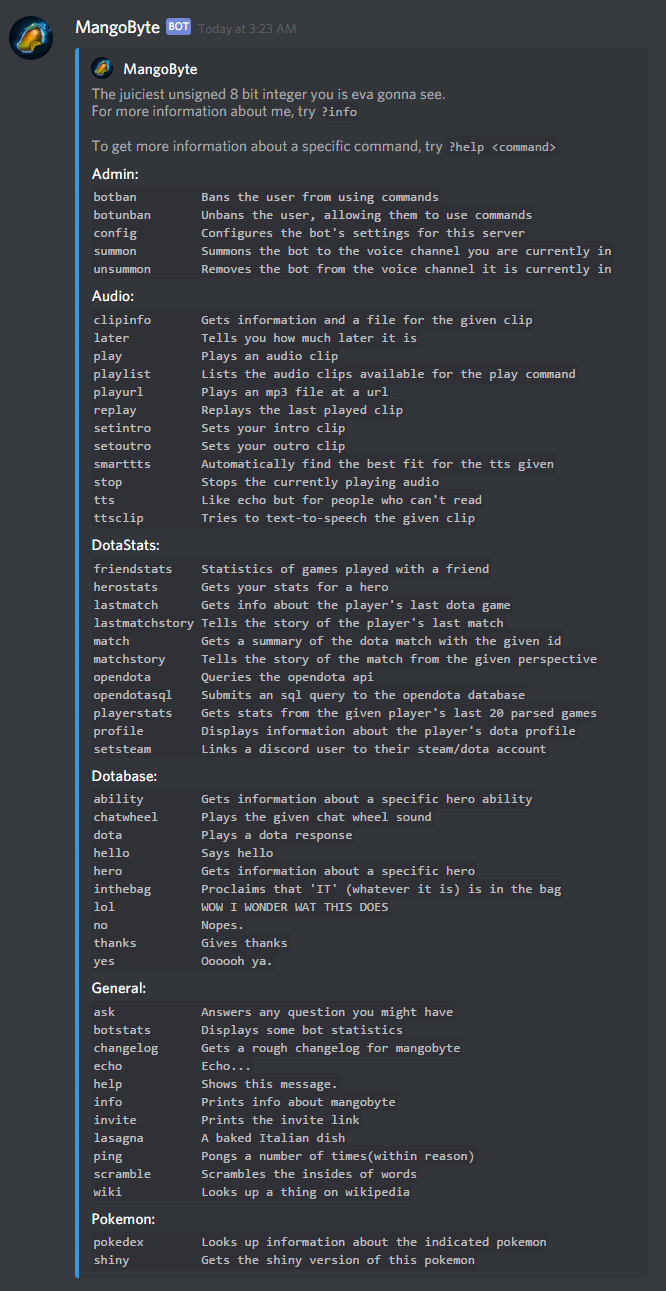 MangoByte BOT Today at 3:23 AM
MangoByte
The juiciest unsigned 8 bit integer you is eva gonna see.
For more information about me, try ?info
To get more information about a specific command, try ?help <command>
Admin:
botban Bans the user from using commands
botunban Unbans the user, allowing them to use commands
config Configures the bot's settings for this server
summon Summons the bot to the voice channel you are currently in
unsummon Removes the bot from the voice channel it is currently in
Audio:
clipinfo Gets information and a file for the given clip
later Tells you how much later it is
play Plays an audio clip
playlist Lists the audio clips available for the play command
playurl Plays an mp3 file at a url
replay Replays the last played clip
setintro Sets your intro clip
setoutro Sets your outro clip
smarttts Automatically find the best fit for the tts given
stop Stops the currently playing audio
tts Like echo but for people who can't read
ttsclip Tries to text-to-speech the given clip
DotaStats:
friendstats Statistics of games played with a friend
herostats Gets your stats for a hero
lastmatch Gets info about the player's last dota game
lastmatchstory Tells the story of the player's last match
match Gets a summary of the dota match with the given id
matchstory Tells the story of the match from the given perspective
opendota Queries the opendota api
opendotasql Submits an sql query to the opendota database
playerstats Gets stats from the given player's last 20 parsed games
profile Displays information about the player's dota profile
setsteam Links a discord user to their steam/dota account
Dotabase:
ability Gets information about a specific hero ability
chatwheel Plays the given chat wheel sound
dota Plays a dota response
hello Says hello
hero Gets information about a specific hero
inthebag Proclaims that 'IT' (whatever it is) is in the bag
lol WOW I WONDER WAT THIS DOES
no Nopes.
thanks Gives thanks
yes Oooooh ya.
General:
ask Answers any question you might have
botstats Displays some bot statistics
changelog Gets a rough changelog for mangobyte
echo Echo...
help Shows this message.
info Prints info about mangobyte
invite Prints the invite link
lasagna A baked Italian dish
ping Pongs a number of times(within reason)
scramble Scrambles the insides of words
wiki Looks up a thing on wikipedia
Pokemon:
pokedex Looks up information about the indicated pokemon
shiny Gets the shiny version of this pokemon